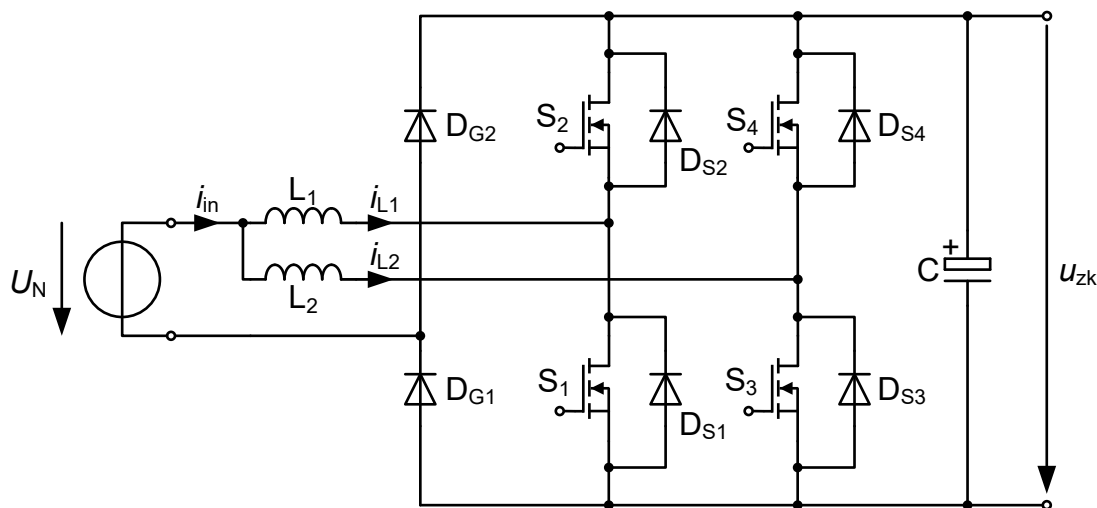 D_G2
S_2
D_S2
S_4
D_S4
i_in
L_1
i_L1
U_N
L_2
i_L2
C
+
u_zk
D_G1
S_1
D_S1
S_3
D_S3